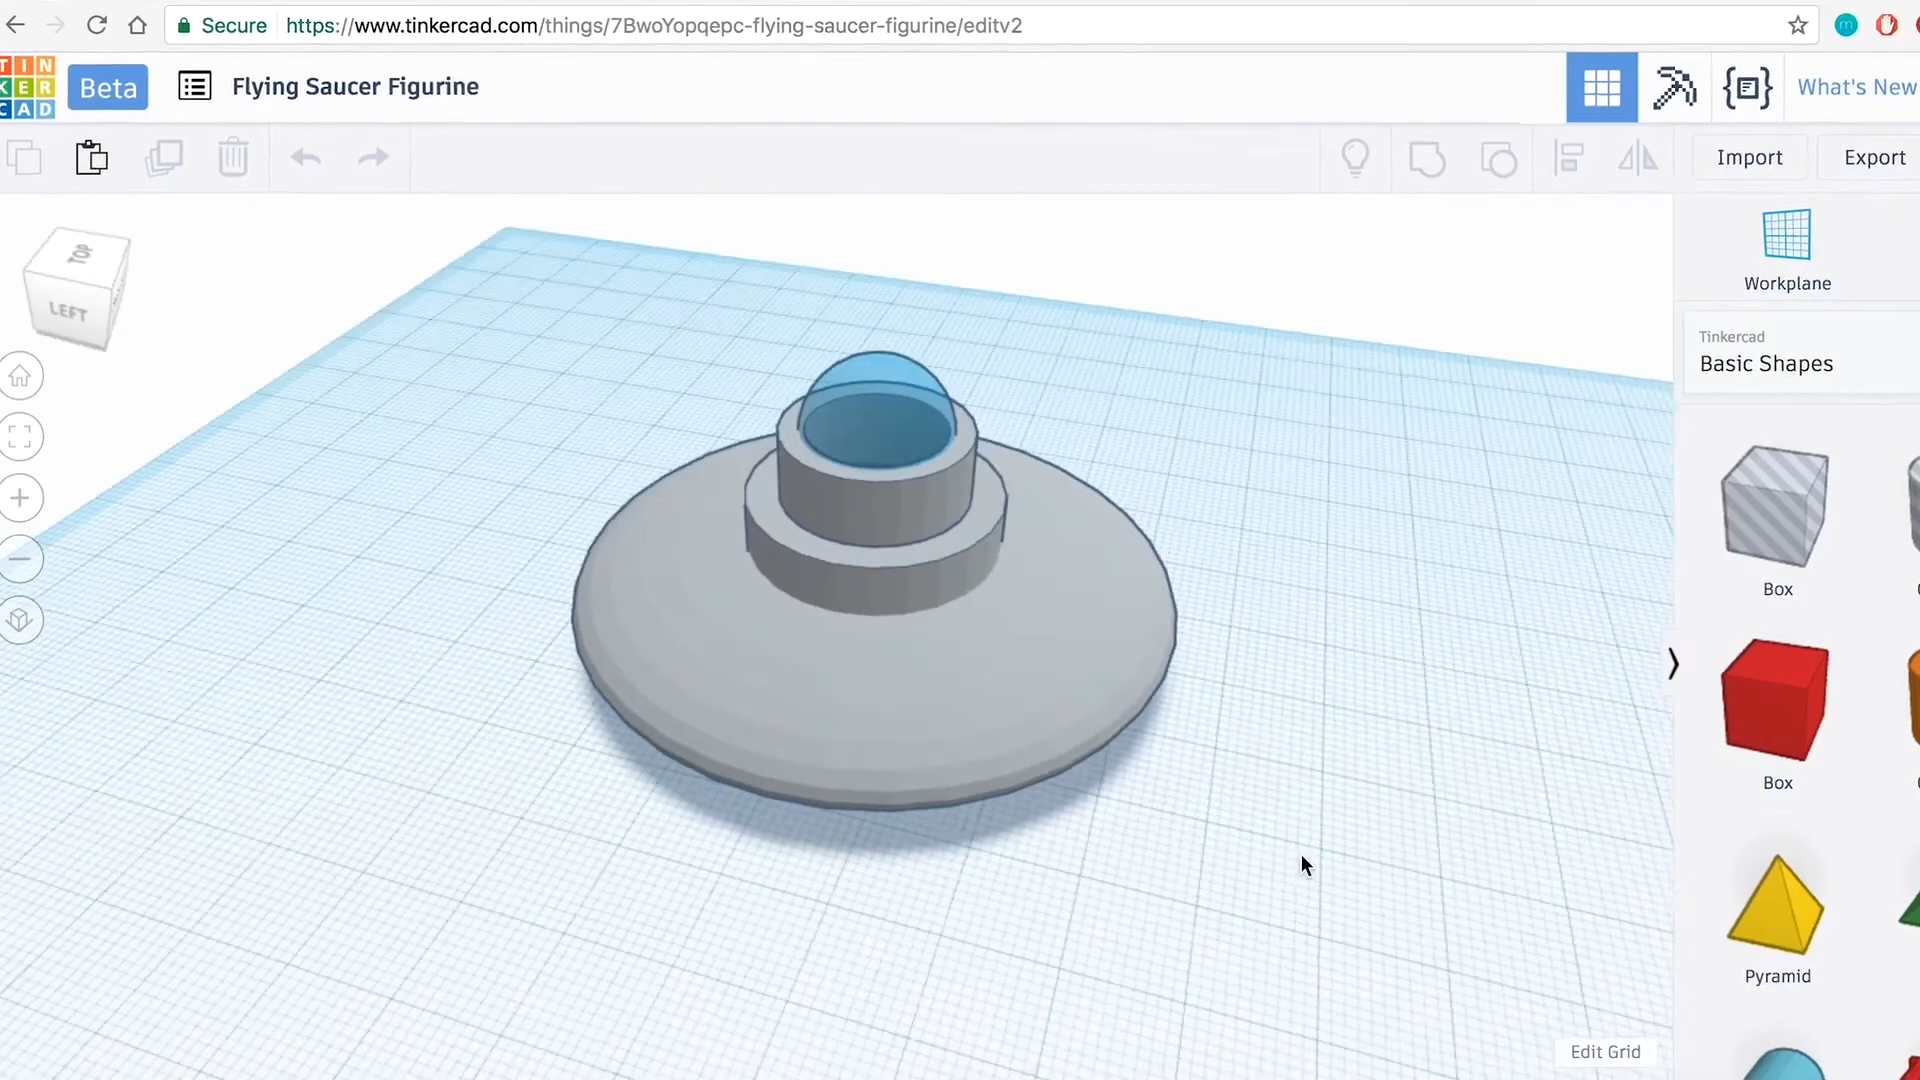 Secure https://www.tinkercad.com/things/7BwoYopqepc-flying-saucer-figurine/editv2
m
TIN
KER
CAD
Beta
Flying Saucer Figurine
What's New
Import
Export
TOP
LEFT
Workplane
Tinkercad
Basic Shapes
Box
Box
Pyramid
Edit Grid